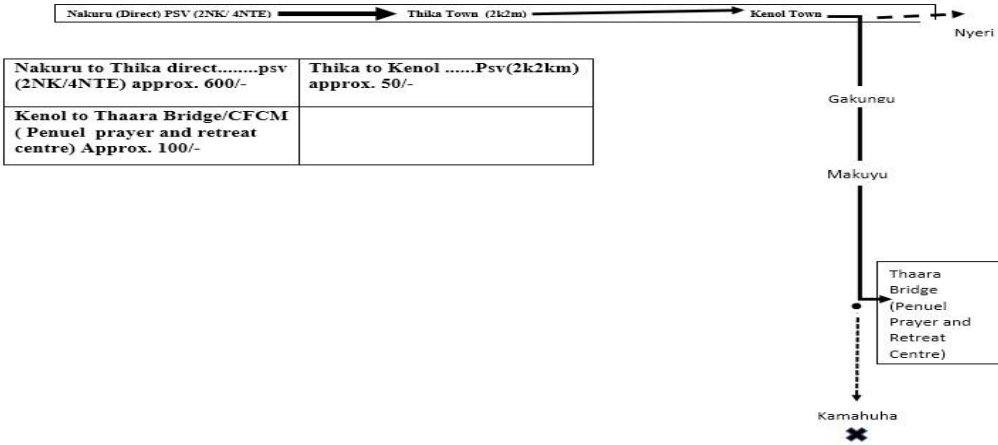 Nakuru (Direct) PSV (2NK/ 4NTE) Thika Town (2k2m) Kenol Town
Nyeri
Nakuru to Thika direct........psv
(2NK/4NTE) approx. 600/-
Thika to Kenol ......Psv(2k2km)
approx. 50/-
Kenol to Thaara Bridge/CFCM
( Penuel prayer and retreat
centre) Approx. 100/-
Gakungu
Makuyu
Thaara
Bridge
(Penuel
Prayer and
Retreat
Centre)
Kamahuha